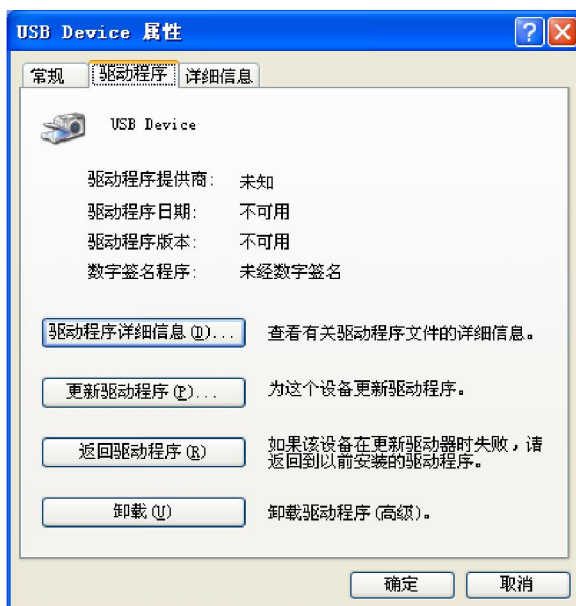 USB Device 属性
常规 驱动程序 详细信息
USB Device
驱动程序提供商: 未知
驱动程序日期: 不可用
驱动程序版本: 不可用
数字签名程序: 未经数字签名
驱动程序详细信息(D)... 查看有关驱动程序文件的详细信息。
更新驱动程序(P)... 为这个设备更新驱动程序。
返回驱动程序(R) 如果该设备在更新驱动器时失败，请
返回到以前安装的驱动程序。
卸载(U) 卸载驱动程序(高级)。
确定 取消